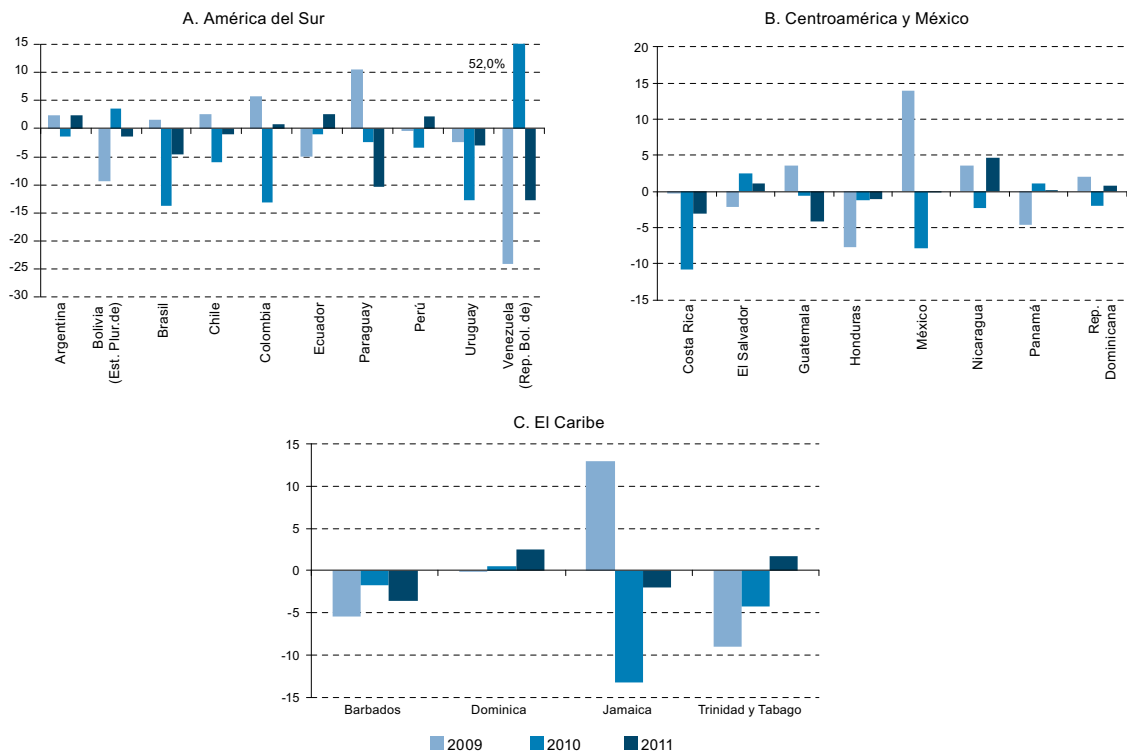 A. América del Sur
15
10
5
0
-5
-10
-15
-20
-25
-30
52,0%
Argentina
Bolivia
(Est. Plur.de)
Brasil
Chile
Colombia
Ecuador
Paraguay
Perú
Uruguay
Venezuela
(Rep. Bol. de)
B. Centroamérica y México
20
15
10
5
0
-5
-10
-15
Costa Rica
El Salvador
Guatemala
Honduras
México
Nicaragua
Panamá
Rep.
Dominicana
C. El Caribe
15
10
5
0
-5
-10
-15
Barbados
Dominica
Jamaica
Trinidad y Tabago
2009
2010
2011